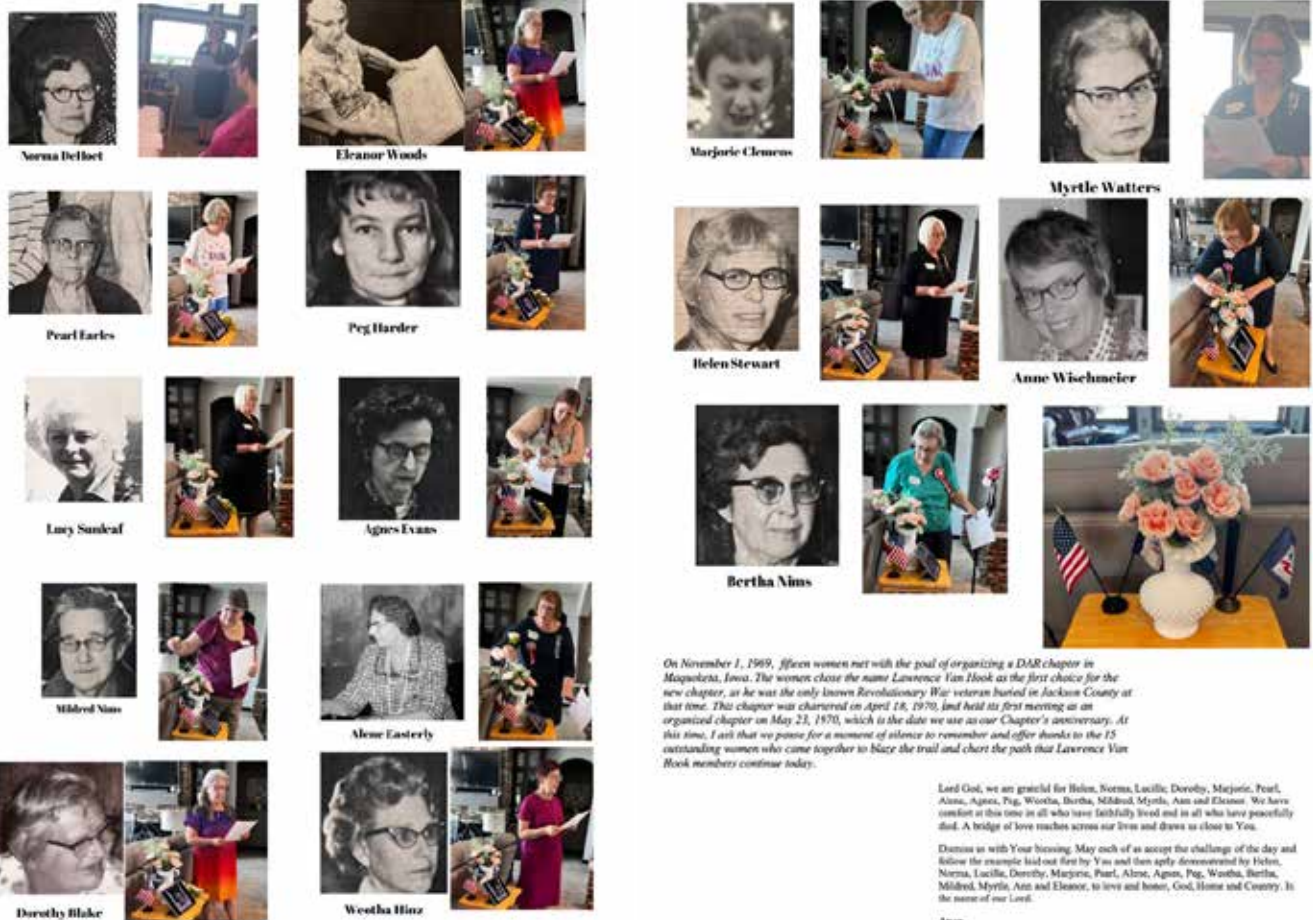 Norma DeHoet
Eleanor Woods
Pearl Earles
Peg Harder
Lucy Sunleaf
Agnes Evans
Mildred Nims
Alene Easterly
Dorothy Blake
Weotha Hinz
Marjorie Clemens
Myrtle Watters
Helen Stewart
Anne Wischmeier
Bertha Nims
On November 1, 1969, fifteen women met with the goal of organizing a DAR chapter in
Maquoketa, Iowa. The women chose the name Lawrence Van Hook as the first choice for the
new chapter, as he was the only known Revolutionary War veteran buried in Jackson County at
that time. This chapter was chartered on April 18, 1970, and held its first meeting as an
organized chapter on May 23, 1970, which is the date we use as our Chapter's anniversary. At
this time, I ask that we pause for a moment of silence to remember and offer thanks to the 15
outstanding women who came together to blaze the trail and chart the path that Lawrence Van
Hook members continue today.
Lord God, we are grateful for Helen, Norma, Lucille, Dorothy, Marjorie, Pearl,
Alene, Agnes, Peg, Weotha, Bertha, Mildred, Myrtle, Ann and Eleanor. We have
comfort at this time in all who have faithfully lived and in all who have peacefully
died. A bridge of love reaches across our lives and draws us close to You.
Dismiss us with Your blessing. May each of us accept the challenge of the day and
follow the example laid out first by You and then aptly demonstrated by Helen,
Norma, Lucille, Dorothy, Marjorie, Pearl, Alene, Agnes, Peg, Weotha, Bertha,
Mildred, Myrtle, Ann and Eleanor, to love and honor, God, Home and Country. In
the name of our Lord.